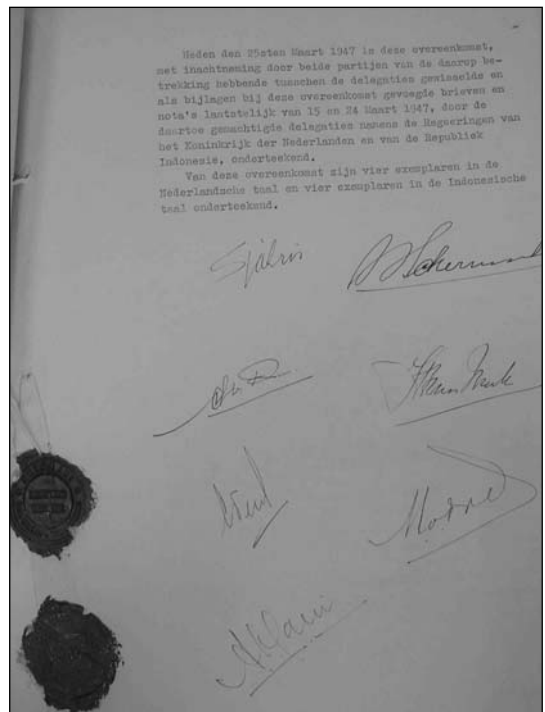 Heden den 25sten Maart 1947 is deze overeenkomst,
met inachtneming door beide partijen van de daarop be-
trekking hebbende tusschen de delegaties gewisselde en
als bijlagen bij deze overeenkomst gevoegde brieven en
nota's laatstelijk van 15 en 24 Maart 1947, door de
daartoe gemachtigde delegaties namens de Regeeringen van
het Koninkrijk der Nederlanden en van de Republiek
Indonesie, onderteekend.
Van deze overeenkomst zijn vier exemplaren in de
Nederlandsche taal en vier exemplaren in de Indonesische
taal onderteekend.
Sjahrir